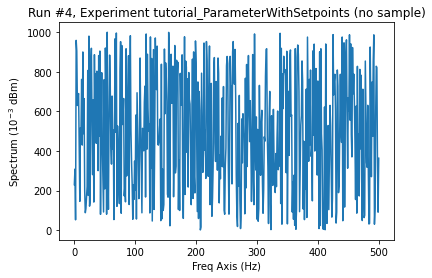 Run #4, Experiment tutorial_ParameterWithSetpoints (no sample)
Spectrum (10⁻³ dBm)
1000
800
600
400
200
0
0 100 200 300 400 500
Freq Axis (Hz)